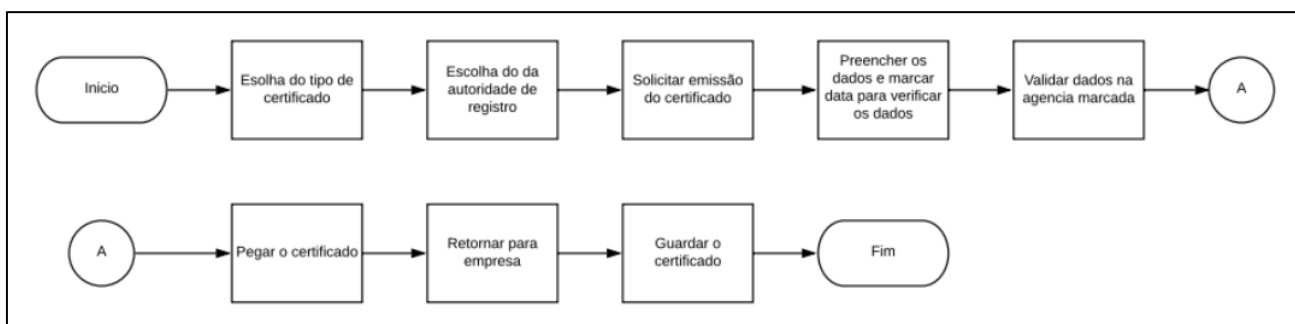 Inicio
Esolha do tipo de
certificado
Escolha do da
autoridade de
registro
Solicitar emissão
do certificado
Preencher os
dados e marcar
data para verificar
os dados
Validar dados na
agencia marcada
A
A
Pegar o certificado
Retornar para
empresa
Guardar o
certificado
Fim